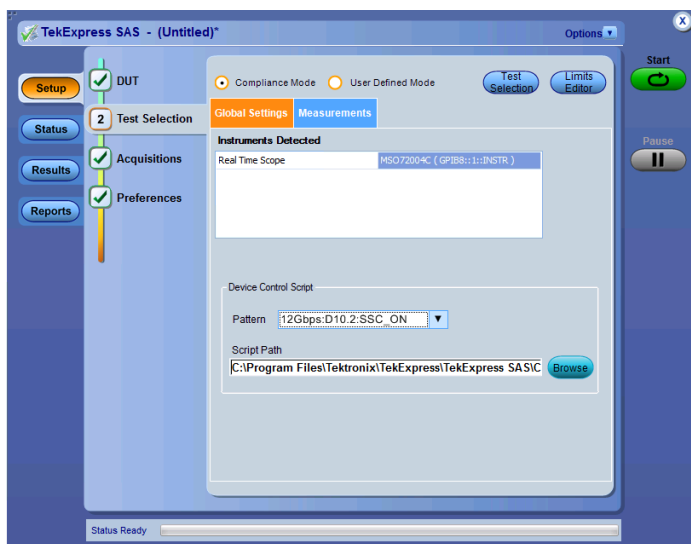 TekExpress SAS - (Untitled)*
Options
x
Start
Pause
Setup
Status
Results
Reports
DUT
2 Test Selection
Acquisitions
Preferences
Compliance Mode
User Defined Mode
Test Selection
Limits Editor
Global Settings
Measurements
Instruments Detected
Real Time Scope
MSO72004C ( GPIB8::1::INSTR )
Device Control Script
Pattern
12Gbps:D10.2:SSC_ON
Script Path
C:\Program Files\Tektronix\TekExpress\TekExpress SAS\C
Browse
Status Ready